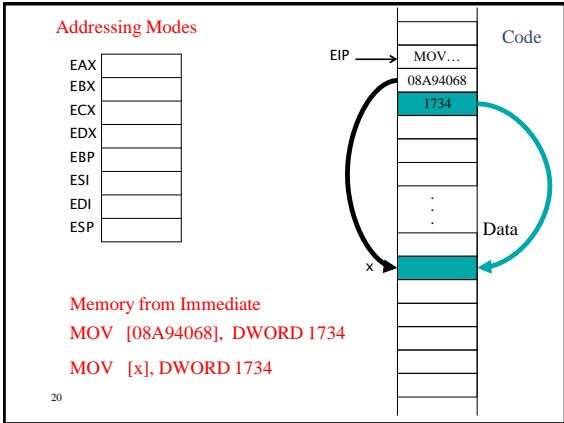 Addressing Modes
EAX
EBX
ECX
EDX
EBP
ESI
EDI
ESP
Code
EIP
MOV…
08A94068
1734
.
.
.
Data
x
Memory from Immediate
MOV [08A94068], DWORD 1734
MOV [x], DWORD 1734
20